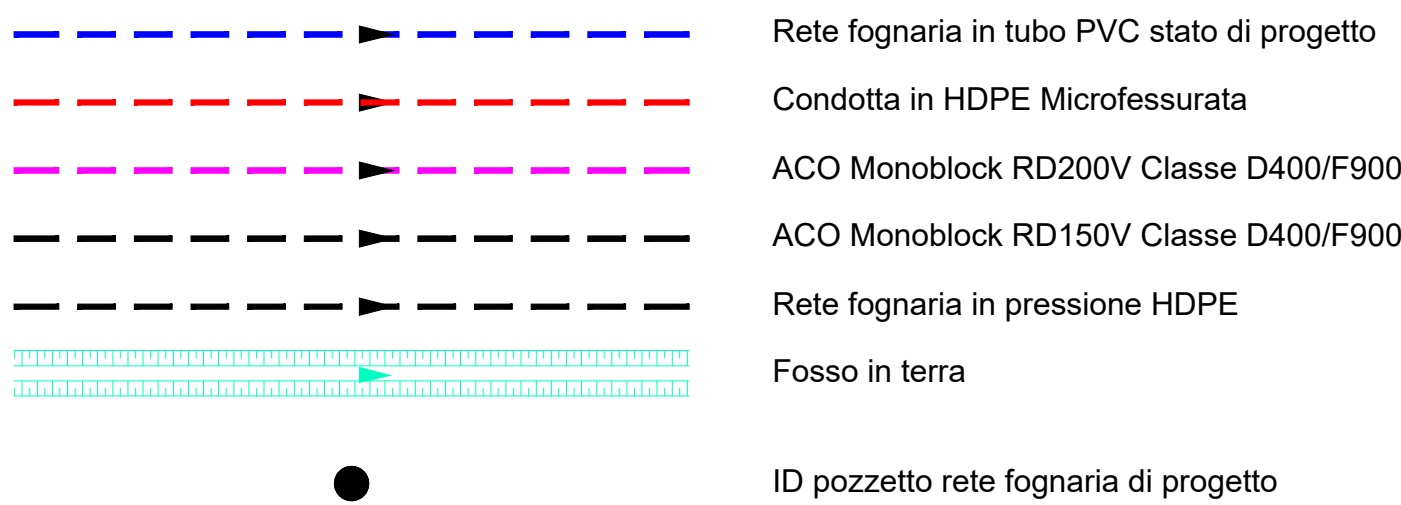 Rete fognaria in tubo PVC stato di progetto
Condotta in HDPE Microfessurata
ACO Monoblock RD200V Classe D400/F900
ACO Monoblock RD150V Classe D400/F900
Rete fognaria in pressione HDPE
Fosso in terra
ID pozzetto rete fognaria di progetto